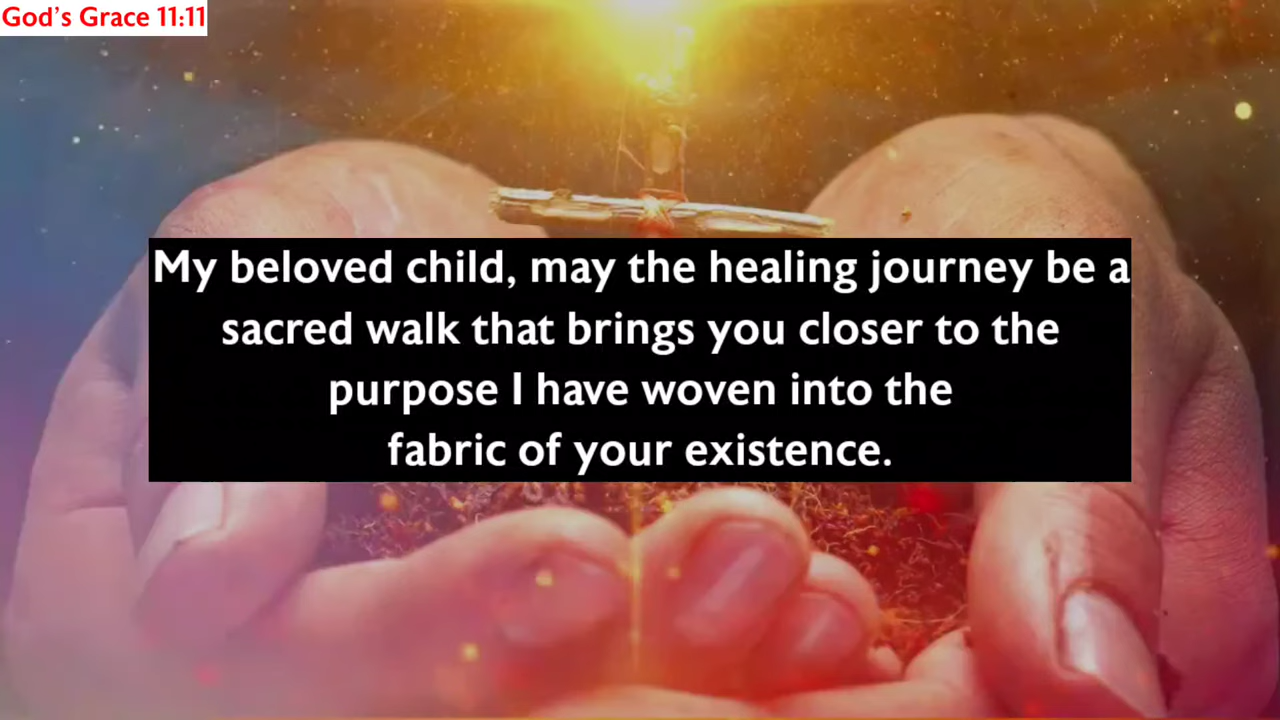 God's Grace 11:11
My beloved child, may the healing journey be a
sacred walk that brings you closer to the
purpose I have woven into the
fabric of your existence.